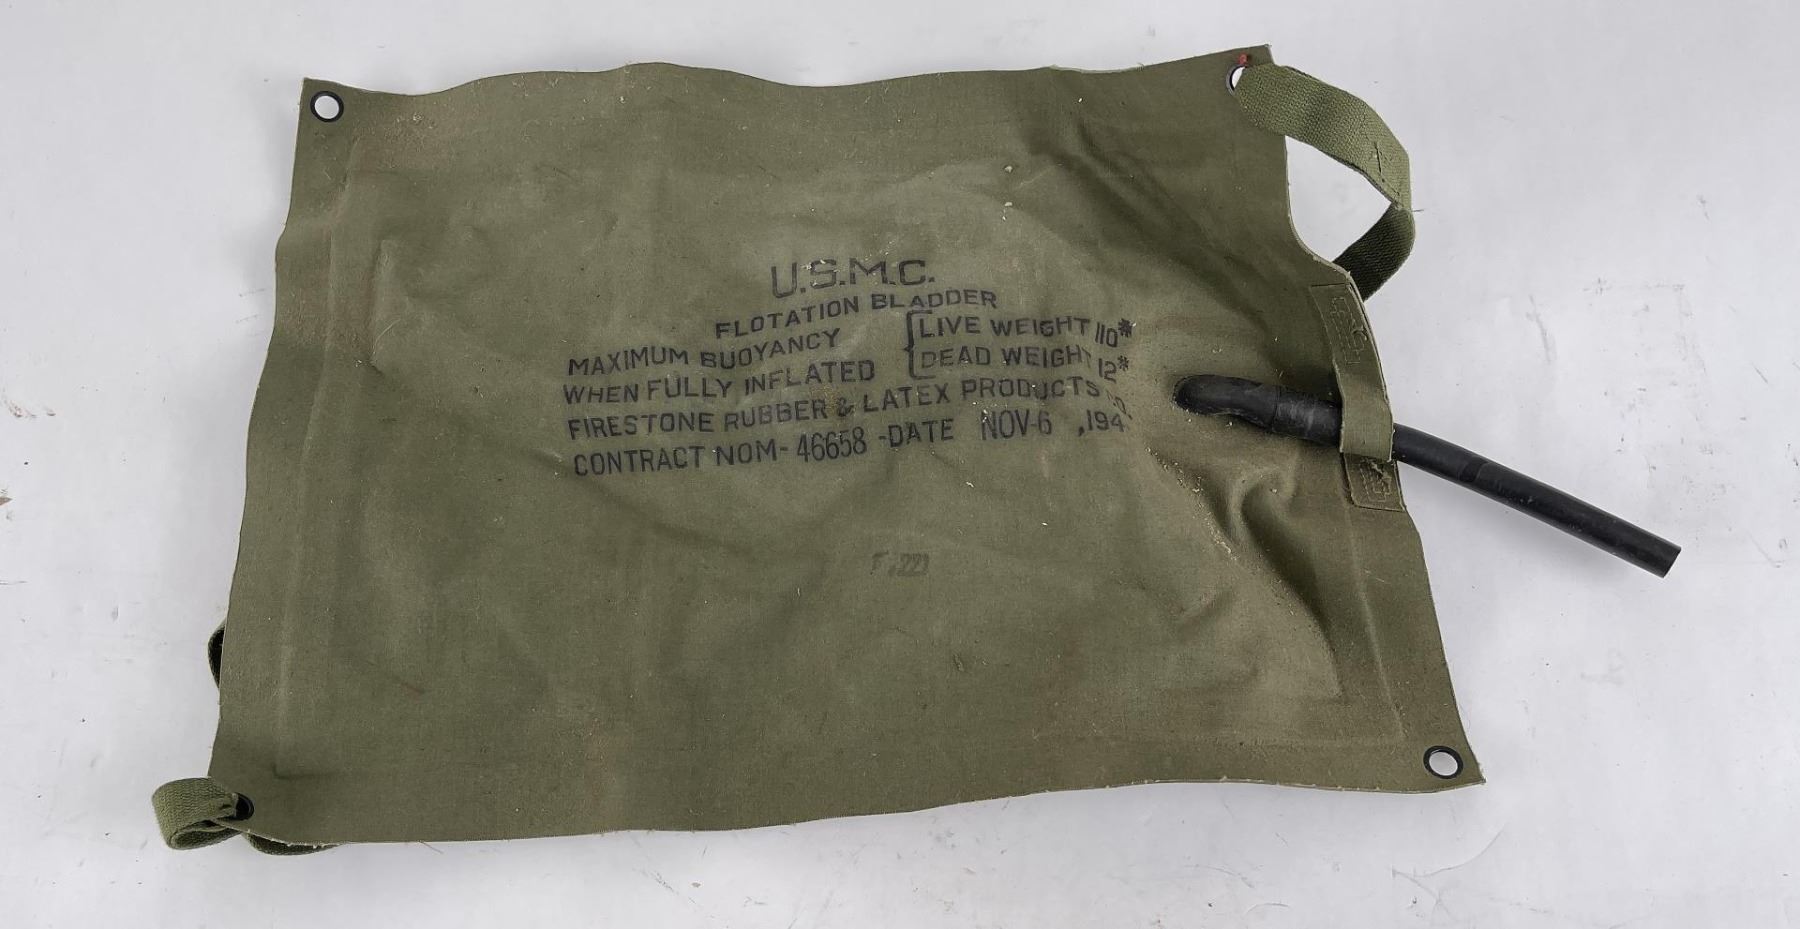 U.S.M.C.
FLOTATION BLADDER
MAXIMUM BUOYANCY { LIVE WEIGHT 110#
WHEN FULLY INFLATED { DEAD WEIGHT 12#
FIRESTONE RUBBER & LATEX PRODUCTS CO.
CONTRACT NOM- 46658 -DATE NOV-6 ,194